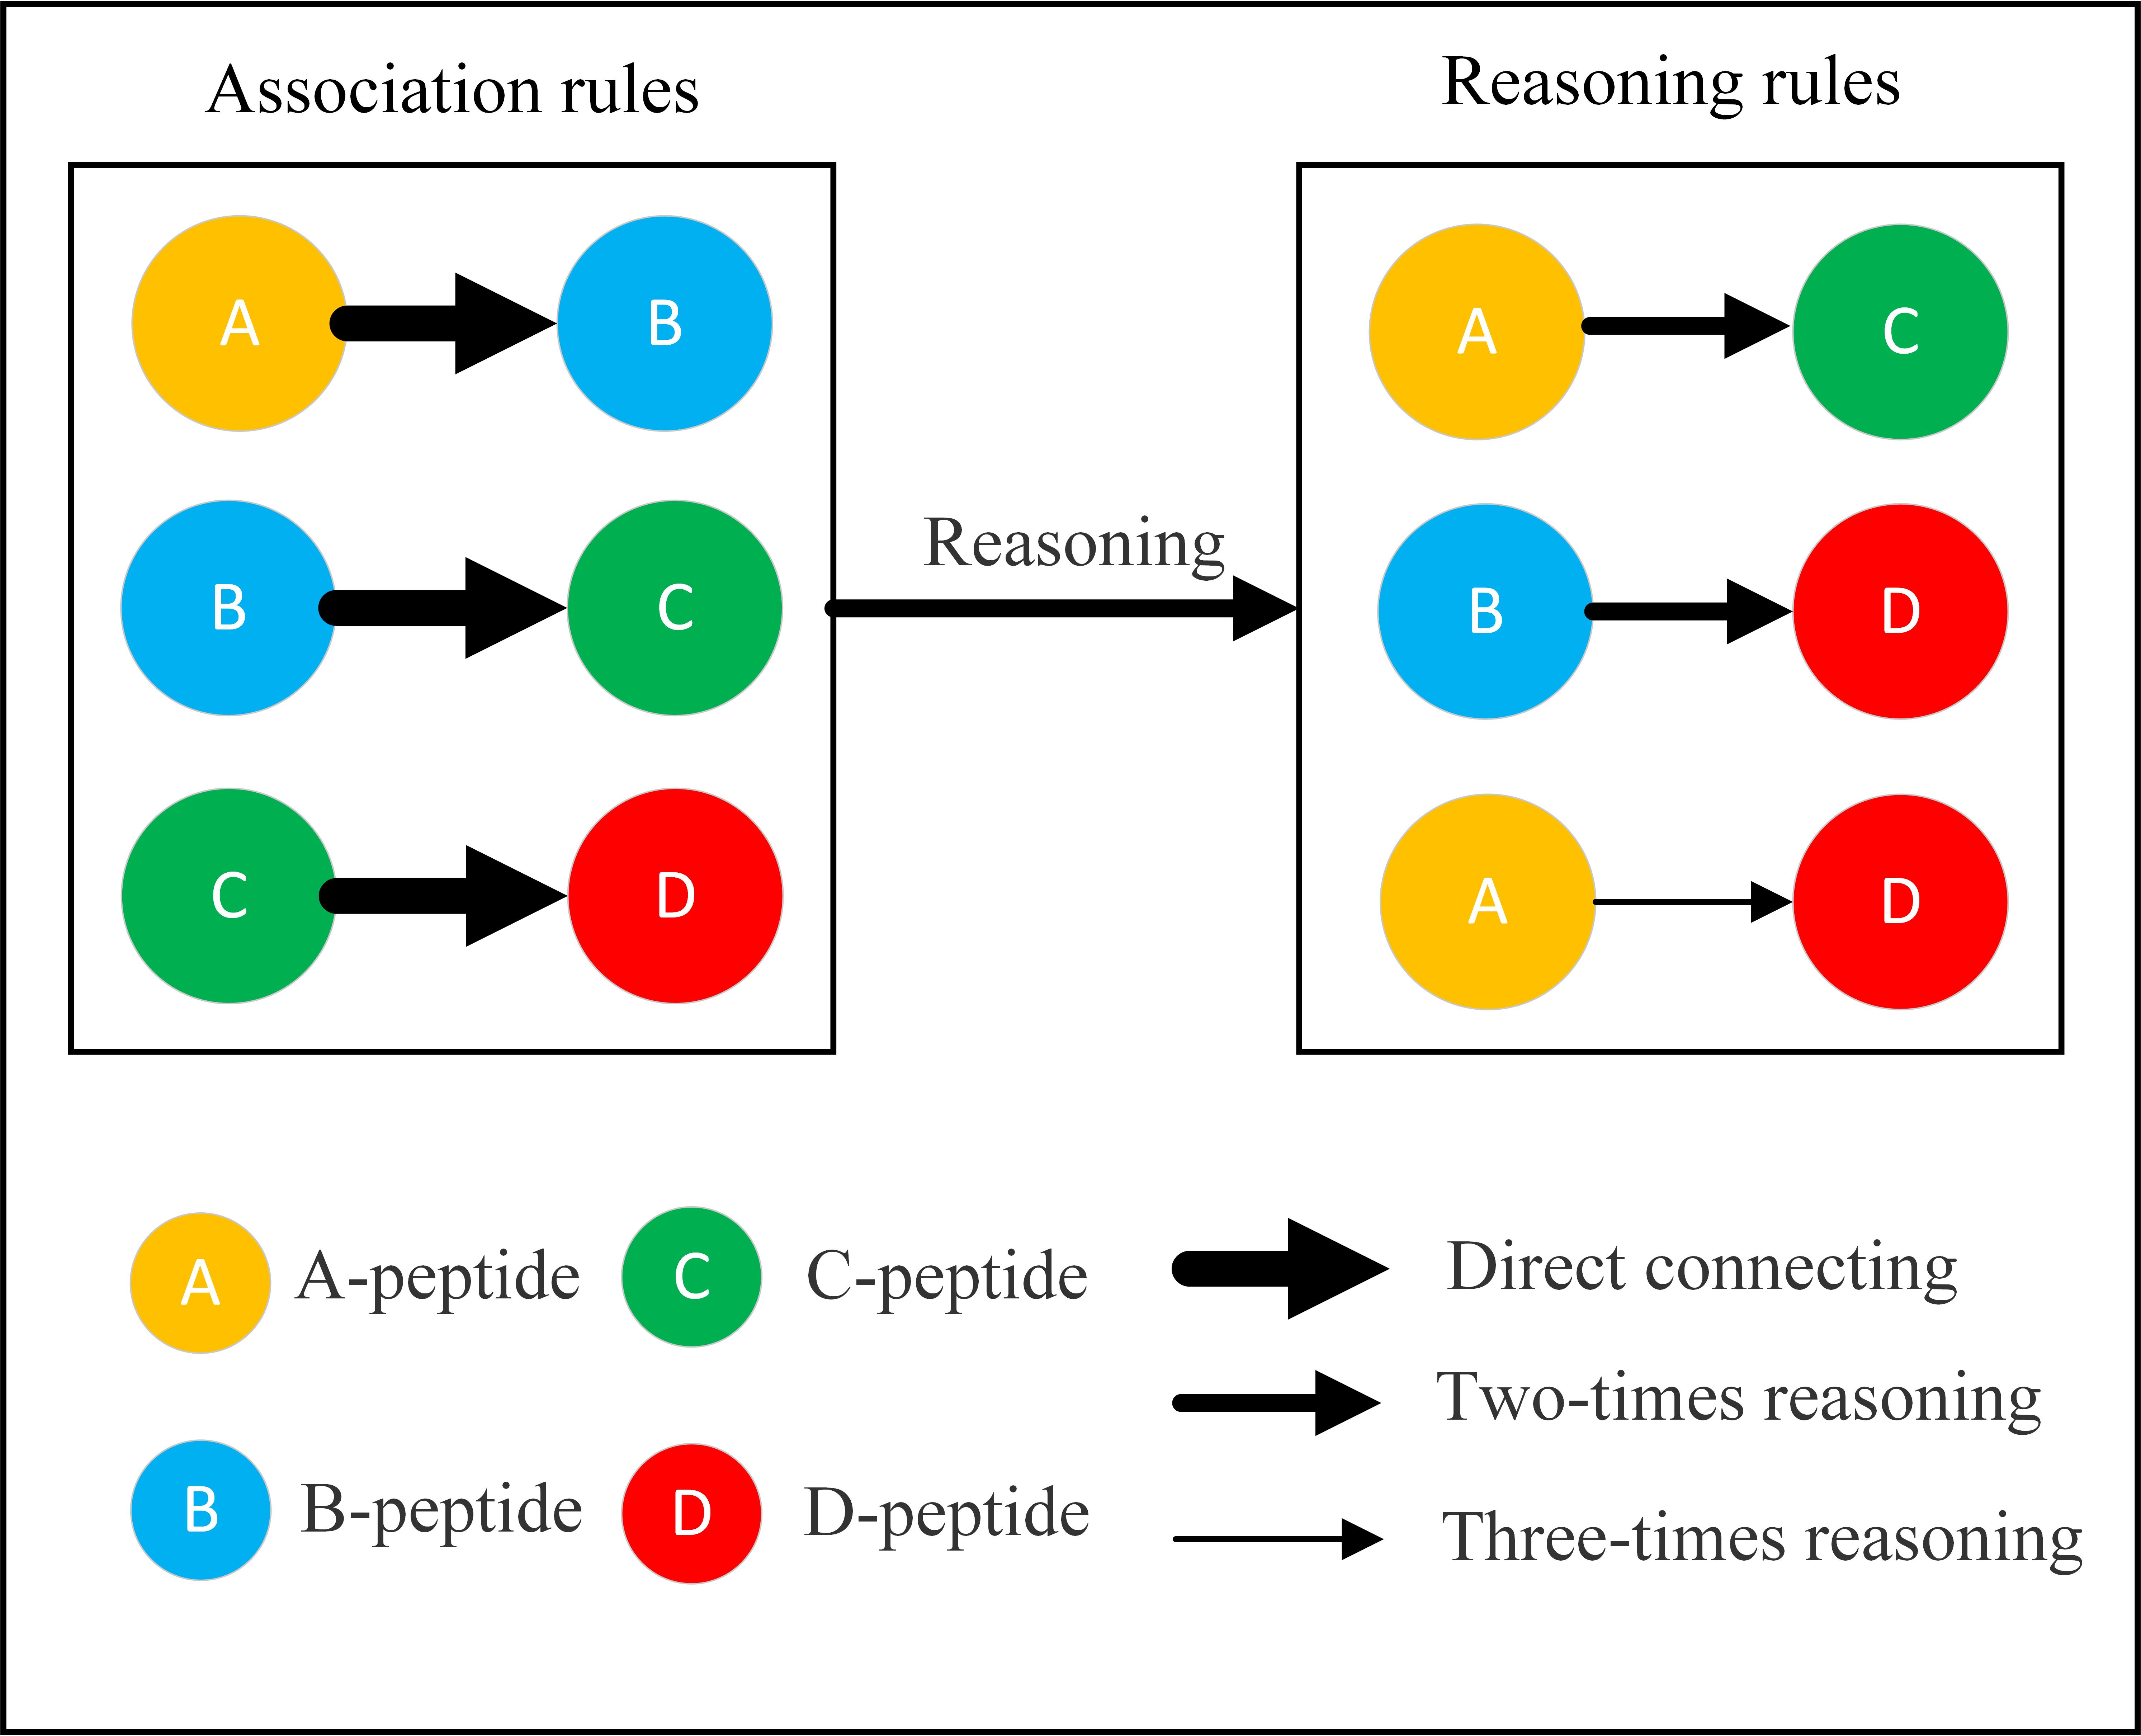 Association rules
Reasoning rules
A
B
A
C
B
C
Reasoning
B
D
C
D
A
D
A
A-peptide
C
C-peptide
Direct connecting
Two-times reasoning
B
B-peptide
D
D-peptide
Three-times reasoning